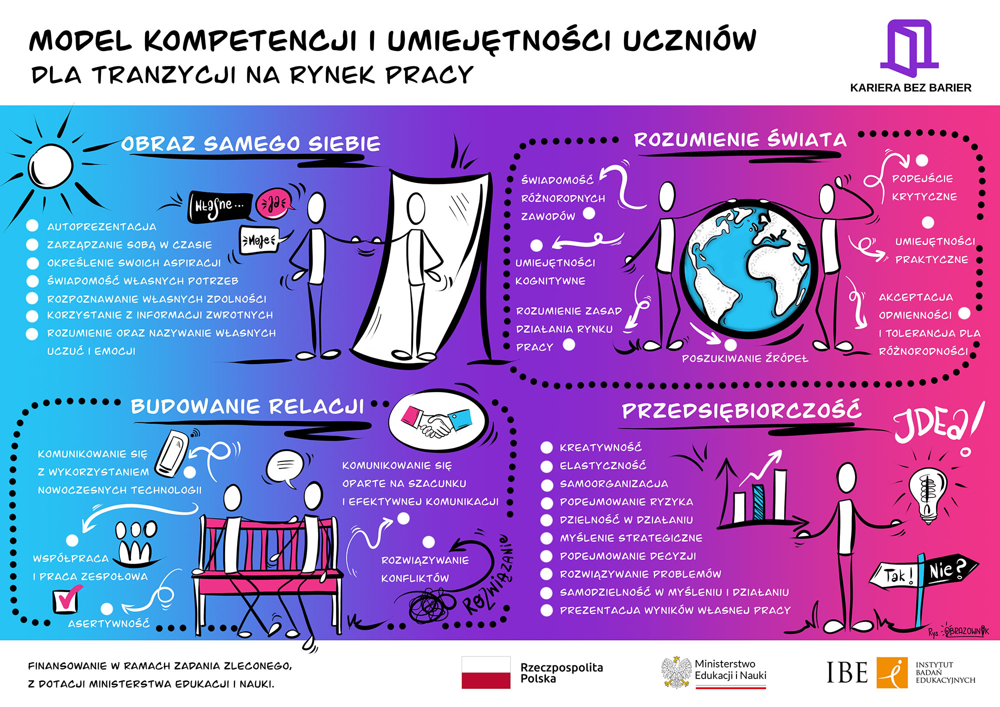 MODEL KOMPETENCJI I UMIEJĘTNOŚCI UCZNIÓW
DLA TRANZYCJI NA RYNEK PRACY
KARIERA BEZ BARIER
OBRAZ SAMEGO SIEBIE
Własne...
Ja
Moje
AUTOPREZENTACJA
ZARZĄDZANIE SOBĄ W CZASIE
OKREŚLENIE SWOICH ASPIRACJI
ŚWIADOMOŚĆ WŁASNYCH POTRZEB
ROZPOZNAWANIE WŁASNYCH ZDOLNOŚCI
KORZYSTANIE Z INFORMACJI ZWROTNYCH
ROZUMIENIE ORAZ NAZYWANIE WŁASNYCH
UCZUĆ I EMOCJI
ROZUMIENIE ŚWIATA
ŚWIADOMOŚĆ
RÓŻNORODNYCH
ZAWODÓW
UMIEJĘTNOŚCI
KOGNITYWNE
ROZUMIENIE ZASAD
DZIAŁANIA RYNKU
PRACY
POSZUKIWANIE ŹRÓDEŁ
PODEJŚCIE
KRYTYCZNE
UMIEJĘTNOŚCI
PRAKTYCZNE
AKCEPTACJA
ODMIENNOŚCI
I TOLERANCJA DLA
RÓŻNORODNOŚCI
BUDOWANIE RELACJI
KOMUNIKOWANIE SIĘ
Z WYKORZYSTANIEM
NOWOCZESNYCH TECHNOLOGII
WSPÓŁPRACA
I PRACA ZESPOŁOWA
ASERTYWNOŚĆ
KOMUNIKOWANIE SIĘ
OPARTE NA SZACUNKU
I EFEKTYWNEJ KOMUNIKACJI
ROZWIĄZYWANIE
KONFLIKTÓW
ROZWIĄZANIE
PRZEDSIĘBIORCZOŚĆ
KREATYWNOŚĆ
ELASTYCZNOŚĆ
SAMOORGANIZACJA
PODEJMOWANIE RYZYKA
DZIELNOŚĆ W DZIAŁANIU
MYŚLENIE STRATEGICZNE
PODEJMOWANIE DECYZJI
ROZWIĄZYWANIE PROBLEMÓW
SAMODZIELNOŚĆ W MYŚLENIU I DZIAŁANIU
PREZENTACJA WYNIKÓW WŁASNEJ PRACY
IDEa!
Tak!
Nie?
Rys. OBRAZOWNIK
FINANSOWANIE W RAMACH ZADANIA ZLECONEGO,
Z DOTACJI MINISTERSTWA EDUKACJI I NAUKI.
Rzeczpospolita
Polska
Ministerstwo
Edukacji i Nauki
IBE
INSTYTUT
BADAŃ
EDUKACYJNYCH